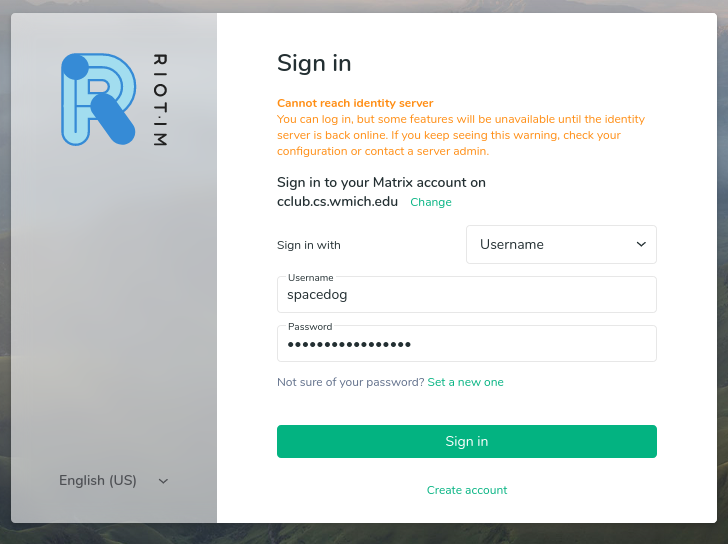 RIOT.IM
Sign in
Cannot reach identity server
You can log in, but some features will be unavailable until the identity
server is back online. If you keep seeing this warning, check your
configuration or contact a server admin.
Sign in to your Matrix account on
cclub.cs.wmich.edu Change
Sign in with Username
Username
spacedog
Password
•••••••••••••••••
Not sure of your password? Set a new one
Sign in
English (US)
Create account